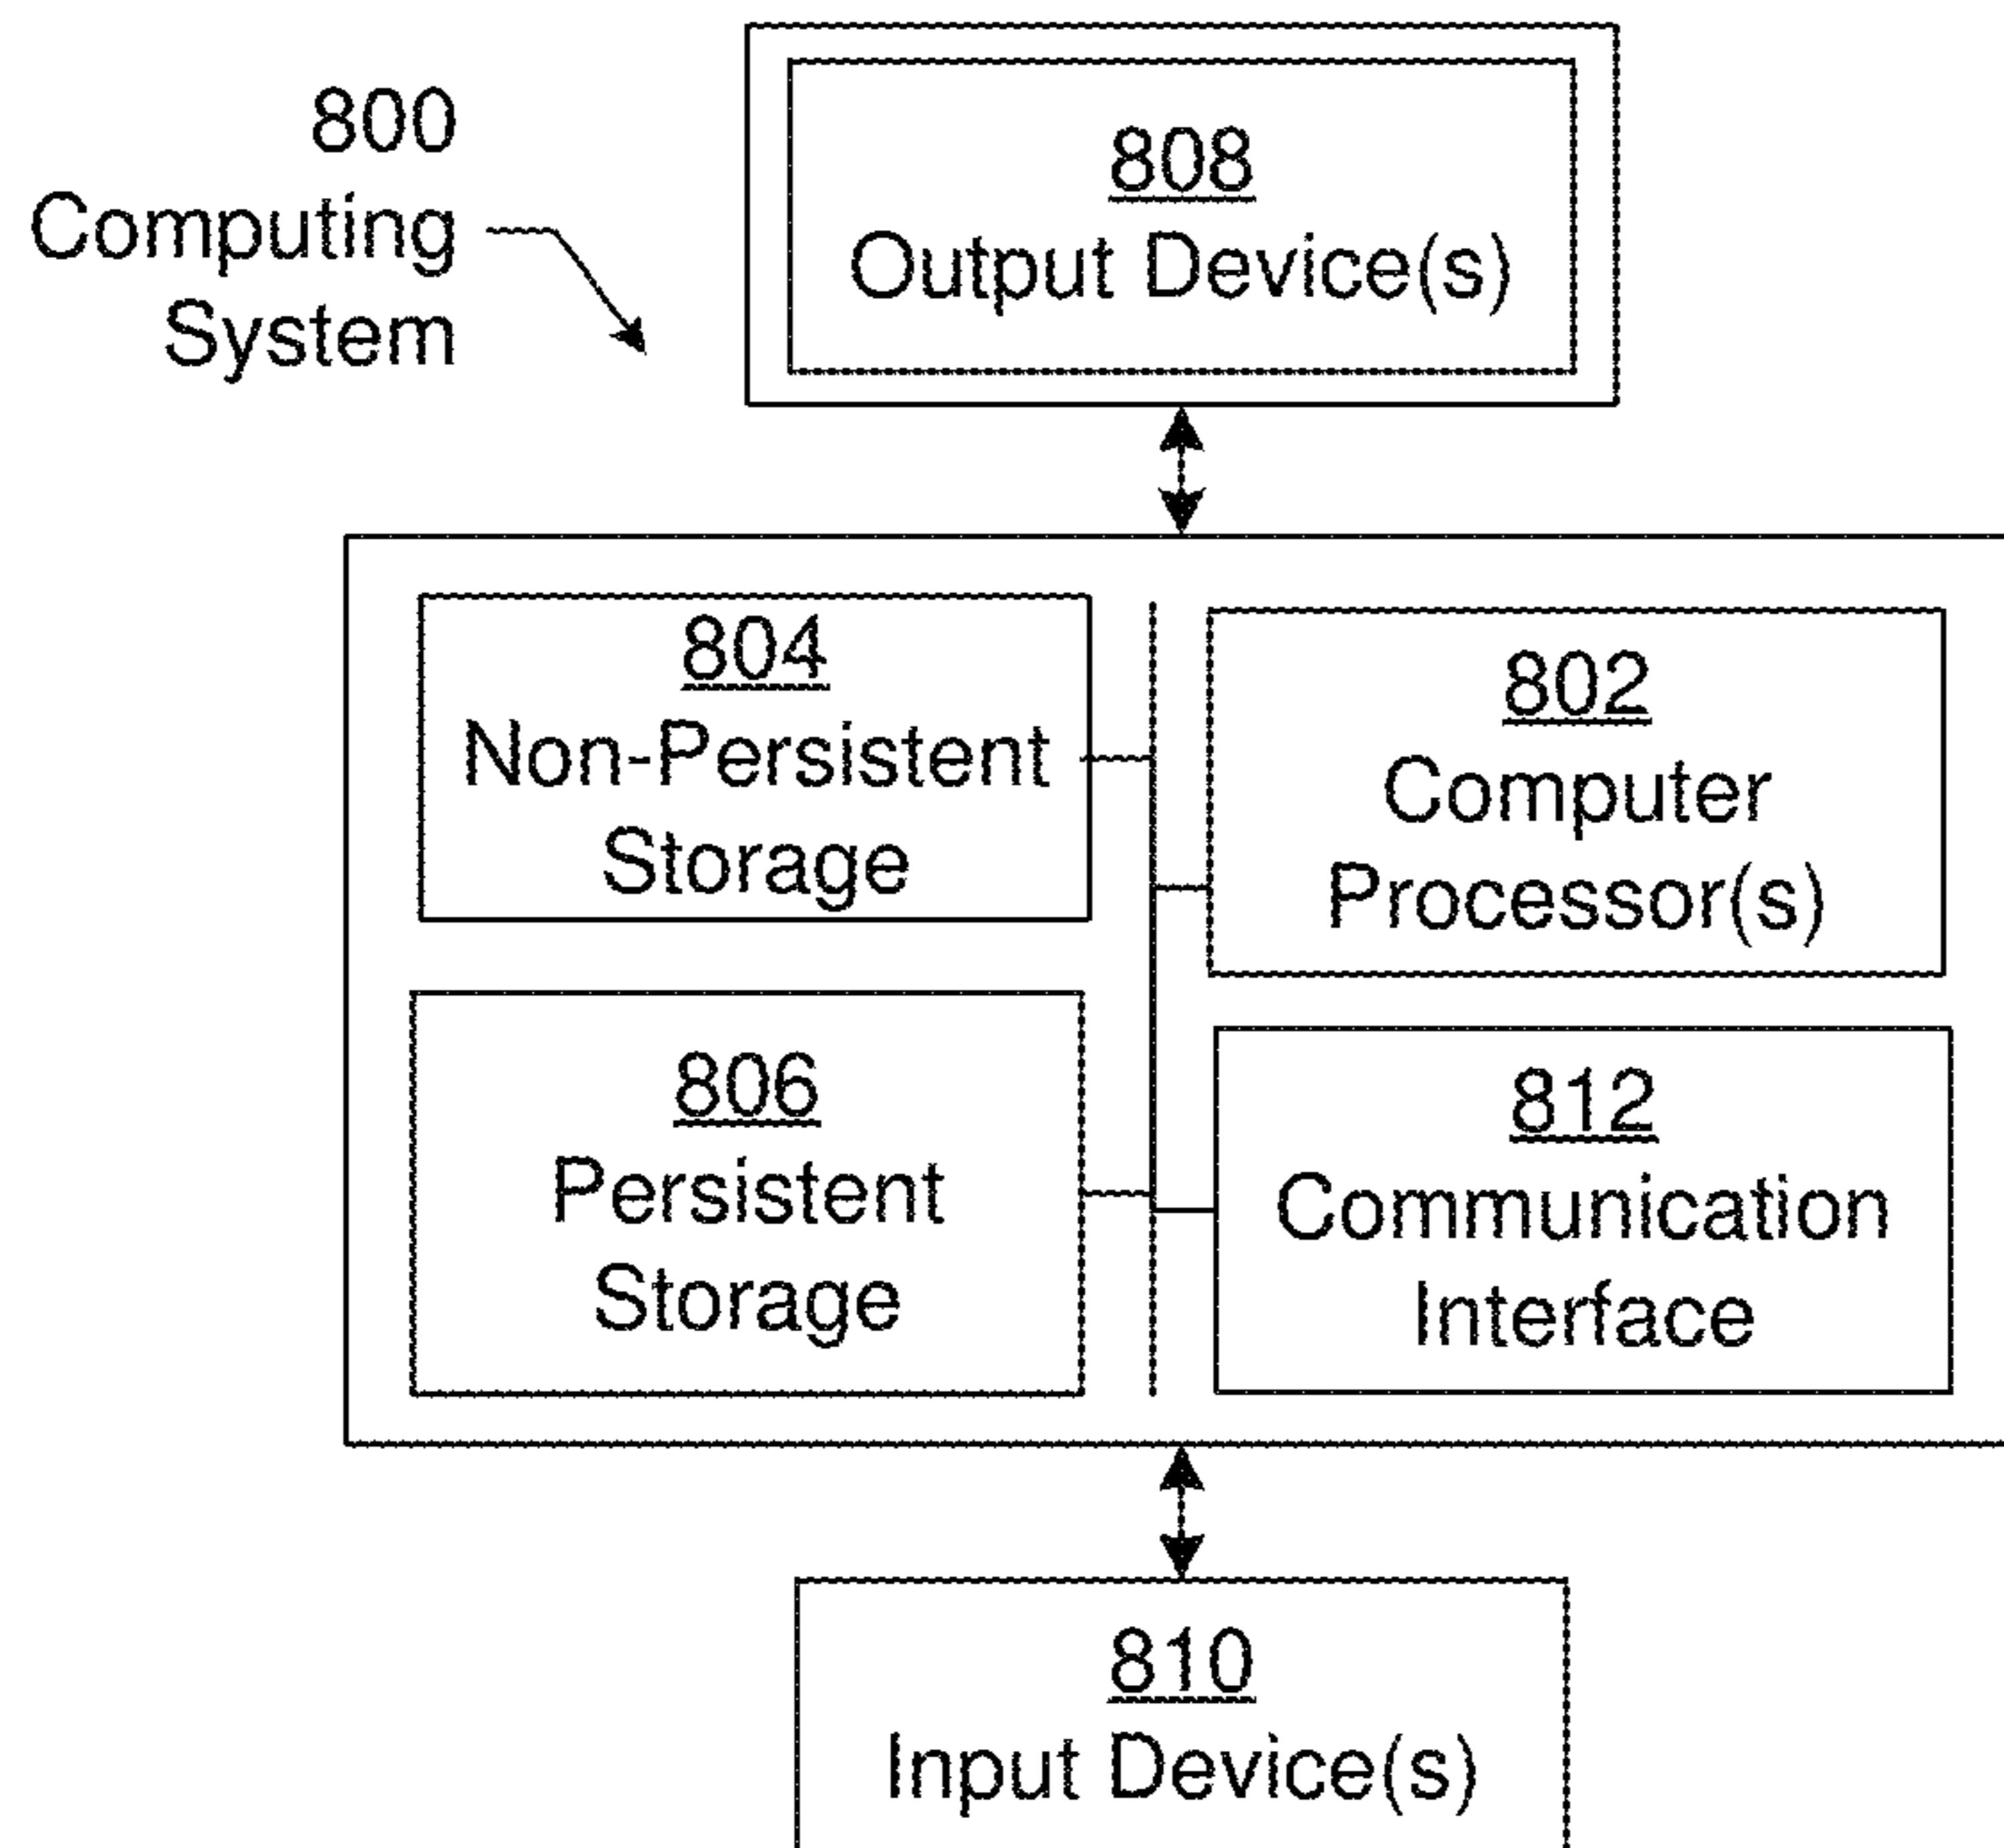 800
Computing
System
808
Output Device(s)
804
Non-Persistent
Storage
802
Computer
Processor(s)
806
Persistent
Storage
812
Communication
Interface
810
Input Device(s)